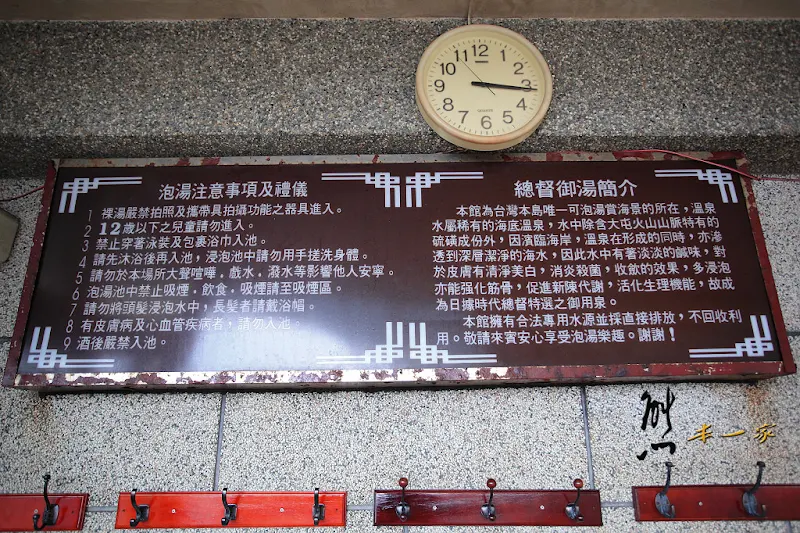 12
11
1
10
2
9
3
8
4
7
5
6
泡湯注意事項及禮儀
1 裸湯嚴禁拍照及攜帶具拍攝功能之器具進入。
2 12歲以下之兒童請勿進入。
3 禁止穿著泳裝及包裹浴巾入池。
4 請先沐浴後再入池，浸泡池中請勿用手搓洗身體。
5 請勿於本場所大聲喧嘩．戲水．潑水等影響他人安寧。
6 泡湯池中禁止吸煙．飲食．吸煙請至吸煙區。
7 請勿將頭髮浸泡水中，長髮者請戴浴帽。
8 有皮膚病及心血管疾病者，請勿入池。
9 酒後嚴禁入池。
總督御湯簡介
本館為台灣本島唯一可泡湯賞海景的所在，溫泉
水屬稀有的海底溫泉，水中除含大屯火山山脈特有的
硫磺成份外，因濱臨海岸，溫泉在形成的同時，亦滲
透到深層潔淨的海水，因此水中有著淡淡的鹹味，對
於皮膚有清淨美白，消炎殺菌，收歛的效果，多浸泡
亦能強化筋骨，促進新陳代謝，活化生理機能，故成
為日據時代總督特選之御用泉。
本館擁有合法專用水源並採直接排放，不回收利
用。敬請來賓安心享受泡湯樂趣。謝謝！
熊
本一家